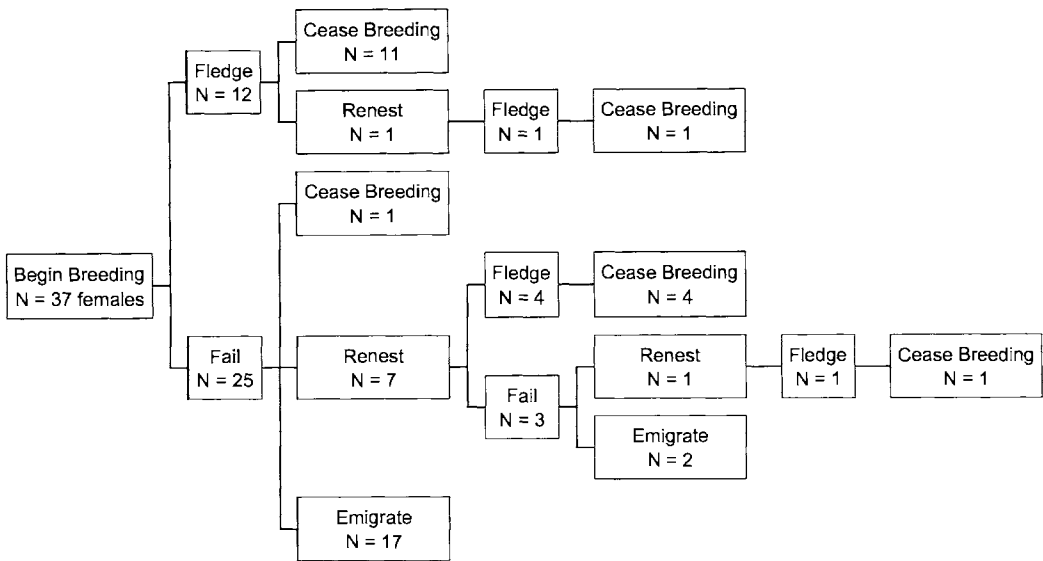 Cease Breeding
N = 11
Fledge
N = 12
Renest
N = 1
Fledge
N = 1
Cease Breeding
N = 1
Cease Breeding
N = 1
Begin Breeding
N = 37 females
Fledge
N = 4
Cease Breeding
N = 4
Fail
N = 25
Renest
N = 7
Renest
N = 1
Fledge
N = 1
Cease Breeding
N = 1
Fail
N = 3
Emigrate
N = 2
Emigrate
N = 17